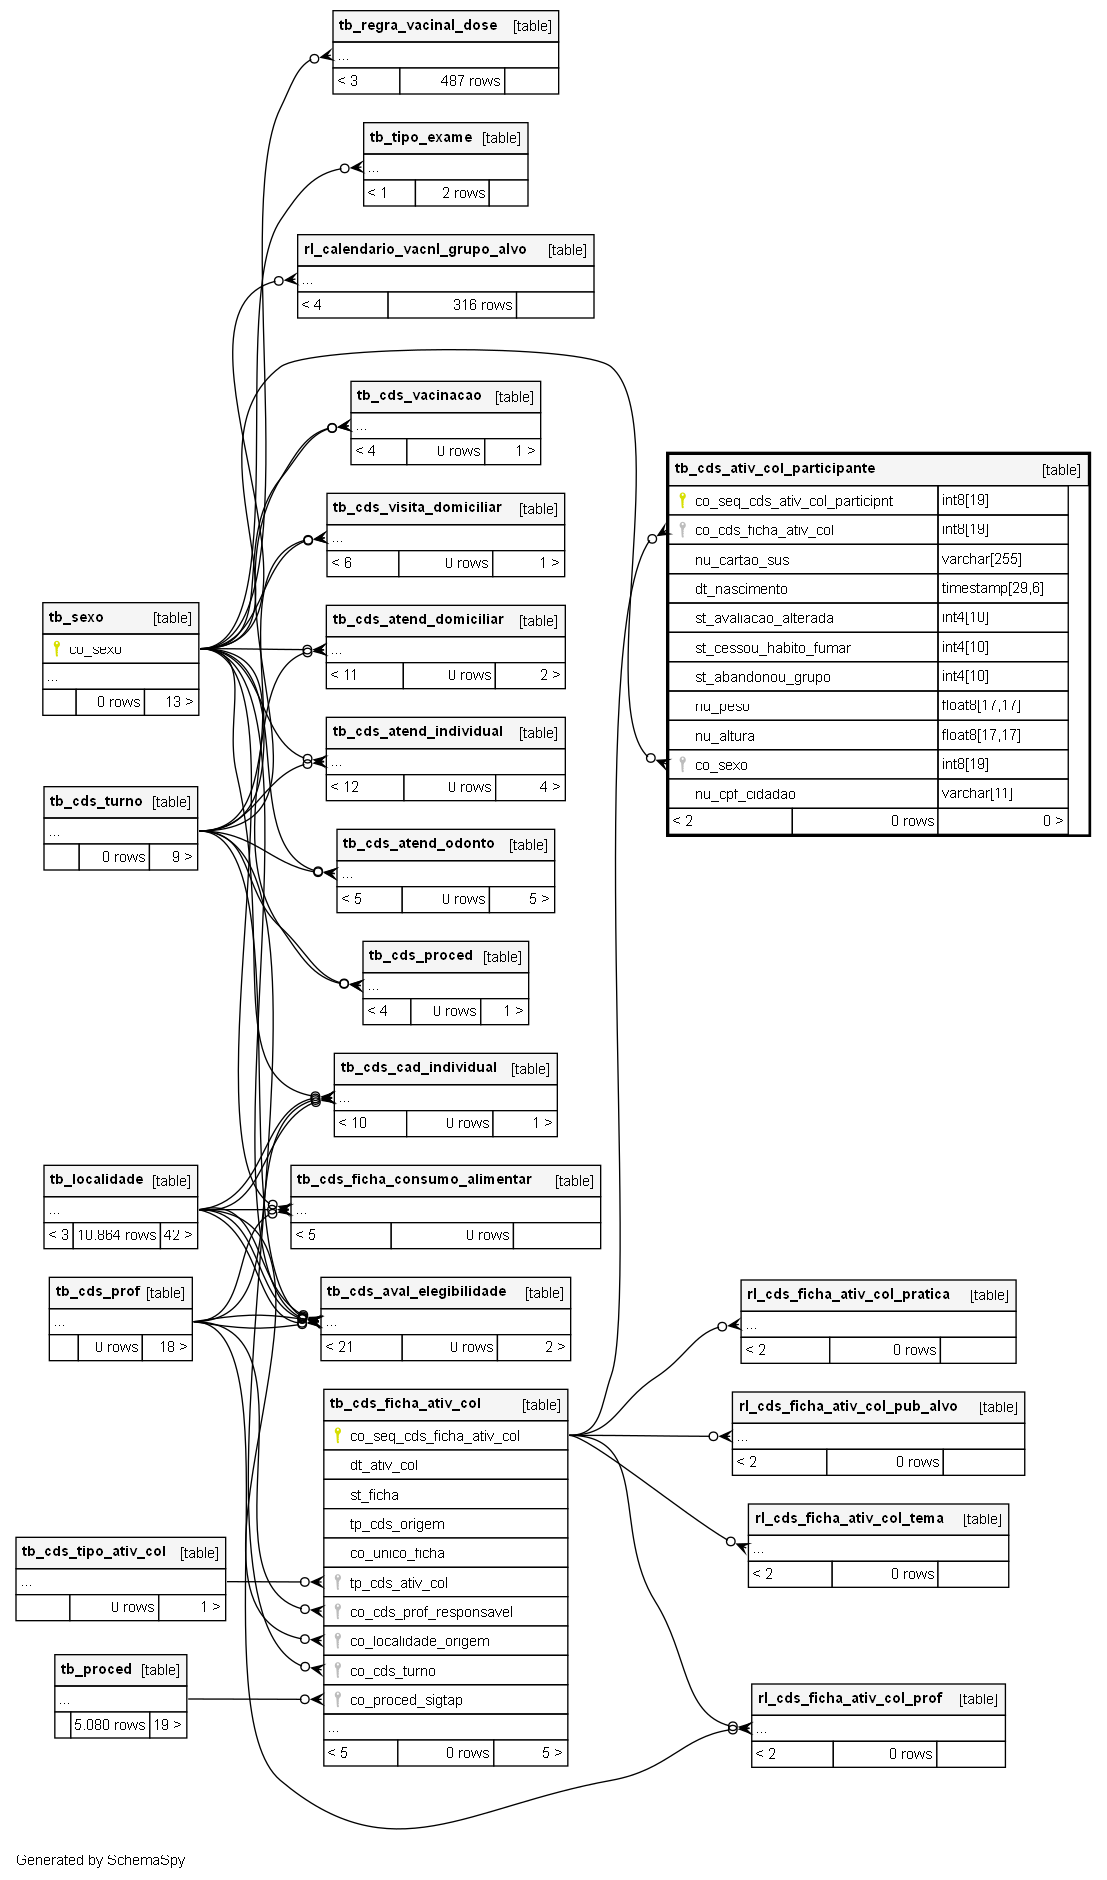 tb_regra_vacinal_dose [table]
...
< 3 487 rows
tb_tipo_exame [table]
...
< 1 2 rows
rl_calendario_vacnl_grupo_alvo [table]
...
< 4 316 rows
tb_cds_vacinacao [table]
...
< 4 0 rows 1 >
tb_cds_ativ_col_participante [table]
co_seq_cds_ativ_col_particpnt int8[19]
co_cds_ficha_ativ_col int8[19]
nu_cartao_sus varchar[255]
dt_nascimento timestamp[29,6]
st_avaliacao_alterada int4[10]
st_cessou_habito_fumar int4[10]
st_abandonou_grupo int4[10]
nu_peso float8[17,17]
nu_altura float8[17,17]
co_sexo int8[19]
nu_cpf_cidadao varchar[11]
< 2 0 rows 0 >
tb_cds_visita_domiciliar [table]
...
< 6 0 rows 1 >
tb_sexo [table]
co_sexo
...
0 rows 13 >
tb_cds_atend_domiciliar [table]
...
< 11 0 rows 2 >
tb_cds_atend_individual [table]
...
< 12 0 rows 4 >
tb_cds_turno [table]
...
0 rows 9 >
tb_cds_atend_odonto [table]
...
< 5 0 rows 5 >
tb_cds_proced [table]
...
< 4 0 rows 1 >
tb_cds_cad_individual [table]
...
< 10 0 rows 1 >
tb_localidade [table]
...
< 3 10.864 rows 42 >
tb_cds_ficha_consumo_alimentar [table]
...
< 5 0 rows
tb_cds_prof [table]
...
0 rows 18 >
tb_cds_aval_elegibilidade [table]
...
< 21 0 rows 2 >
rl_cds_ficha_ativ_col_pratica [table]
...
< 2 0 rows
tb_cds_ficha_ativ_col [table]
co_seq_cds_ficha_ativ_col
dt_ativ_col
st_ficha
tp_cds_origem
co_unico_ficha
tp_cds_ativ_col
co_cds_prof_responsavel
co_localidade_origem
co_cds_turno
co_proced_sigtap
...
< 5 0 rows 5 >
rl_cds_ficha_ativ_col_pub_alvo [table]
...
< 2 0 rows
rl_cds_ficha_ativ_col_tema [table]
...
< 2 0 rows
tb_cds_tipo_ativ_col [table]
...
0 rows 1 >
tb_proced [table]
...
5.080 rows 19 >
rl_cds_ficha_ativ_col_prof [table]
...
< 2 0 rows
Generated by SchemaSpy